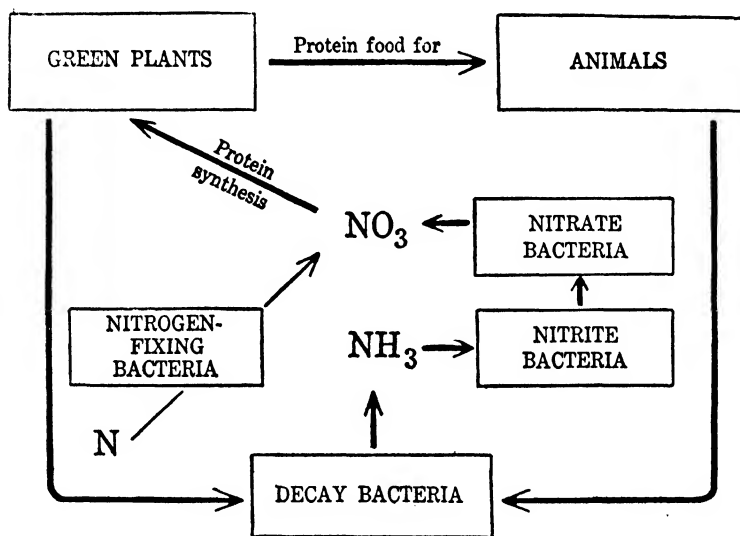 GREEN PLANTS
Protein food for
ANIMALS
Protein
synthesis
NO₃
NITRATE
BACTERIA
NITROGEN-
FIXING
BACTERIA
NH₃
NITRITE
BACTERIA
N
DECAY BACTERIA